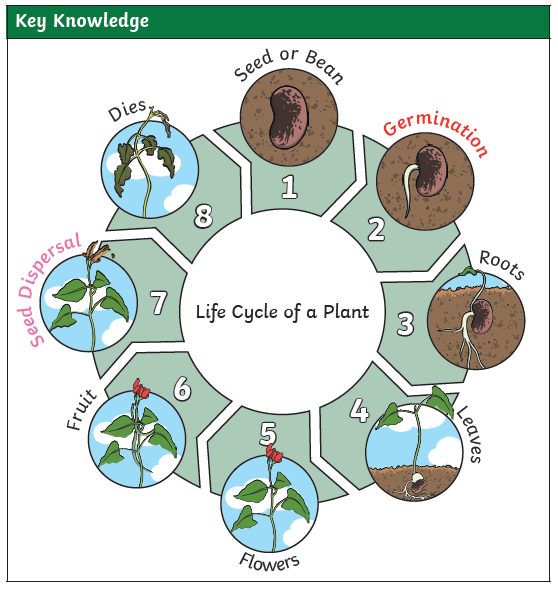 Key Knowledge
Seed or Bean
1
Germination
2
Roots
3
Leaves
4
Flowers
5
Fruit
6
Seed Dispersal
7
Dies
8
Life Cycle of a Plant